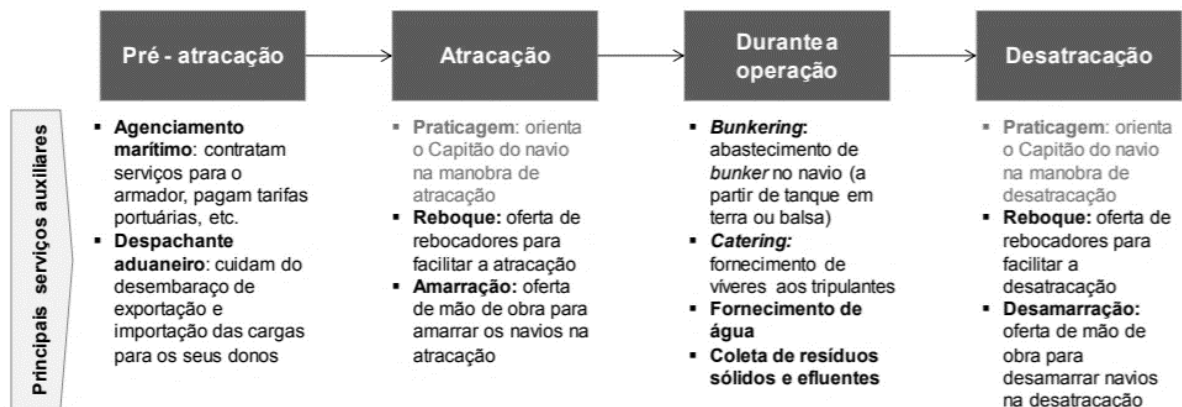 Pré - atracação
Atracação
Durante a
operação
Desatracação
Principais serviços auxiliares
▪ Agenciamento
marítimo: contratam
serviços para o
armador, pagam tarifas
portuárias, etc.
▪ Despachante
aduaneiro: cuidam do
desembaraço de
exportação e
importação das cargas
para os seus donos
▪ Praticagem: orienta
o Capitão do navio
na manobra de
atracação
▪ Reboque: oferta de
rebocadores para
facilitar a atracação
▪ Amarração: oferta
de mão de obra para
amarrar os navios na
atracação
▪ Bunkering:
abastecimento de
bunker no navio (a
partir de tanque em
terra ou balsa)
▪ Catering:
fornecimento de
víveres aos tripulantes
▪ Fornecimento de
água
▪ Coleta de resíduos
sólidos e efluentes
▪ Praticagem: orienta
o Capitão do navio
na manobra de
desatracação
▪ Reboque: oferta de
rebocadores para
facilitar a
desatracação
▪ Desamarração:
oferta de mão de
obra para
desamarrar navios
na desatracação